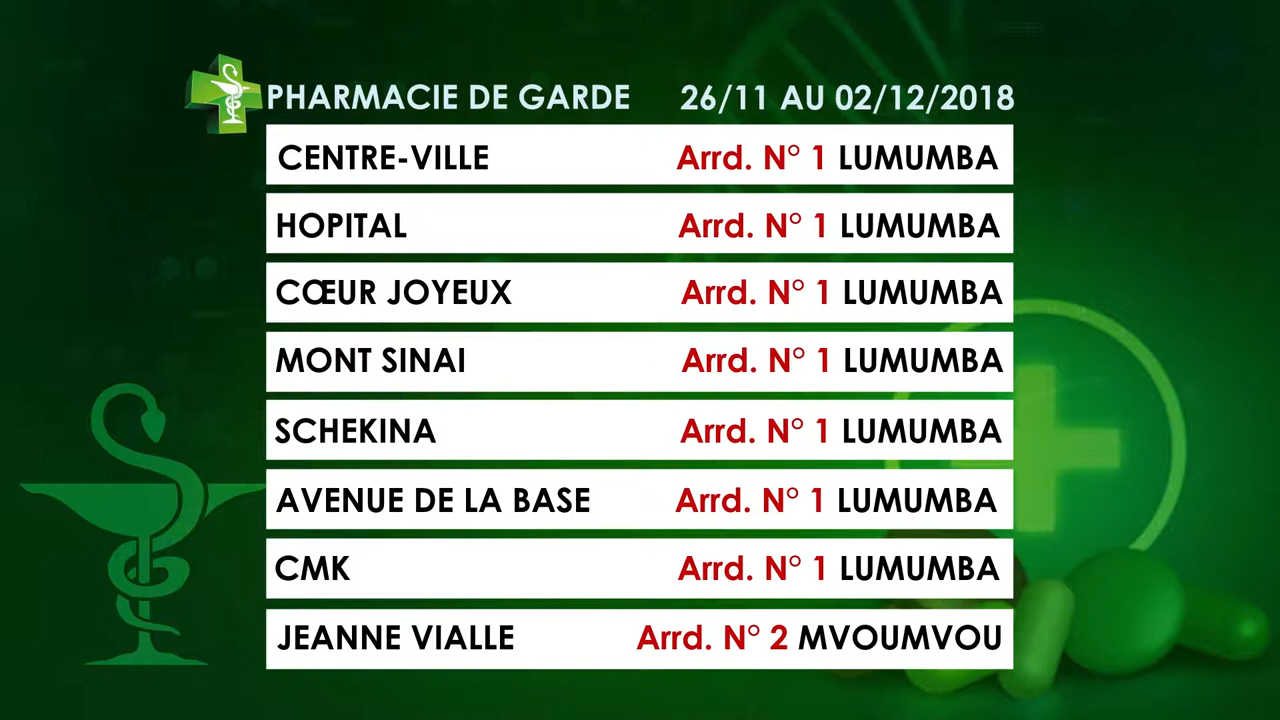 PHARMACIE DE GARDE 26/11 AU 02/12/2018
CENTRE-VILLE Arrd. N° 1 LUMUMBA
HOPITAL Arrd. N° 1 LUMUMBA
CŒUR JOYEUX Arrd. N° 1 LUMUMBA
MONT SINAI Arrd. N° 1 LUMUMBA
SCHEKINA Arrd. N° 1 LUMUMBA
AVENUE DE LA BASE Arrd. N° 1 LUMUMBA
CMK Arrd. N° 1 LUMUMBA
JEANNE VIALLE Arrd. N° 2 MVOUMVOU